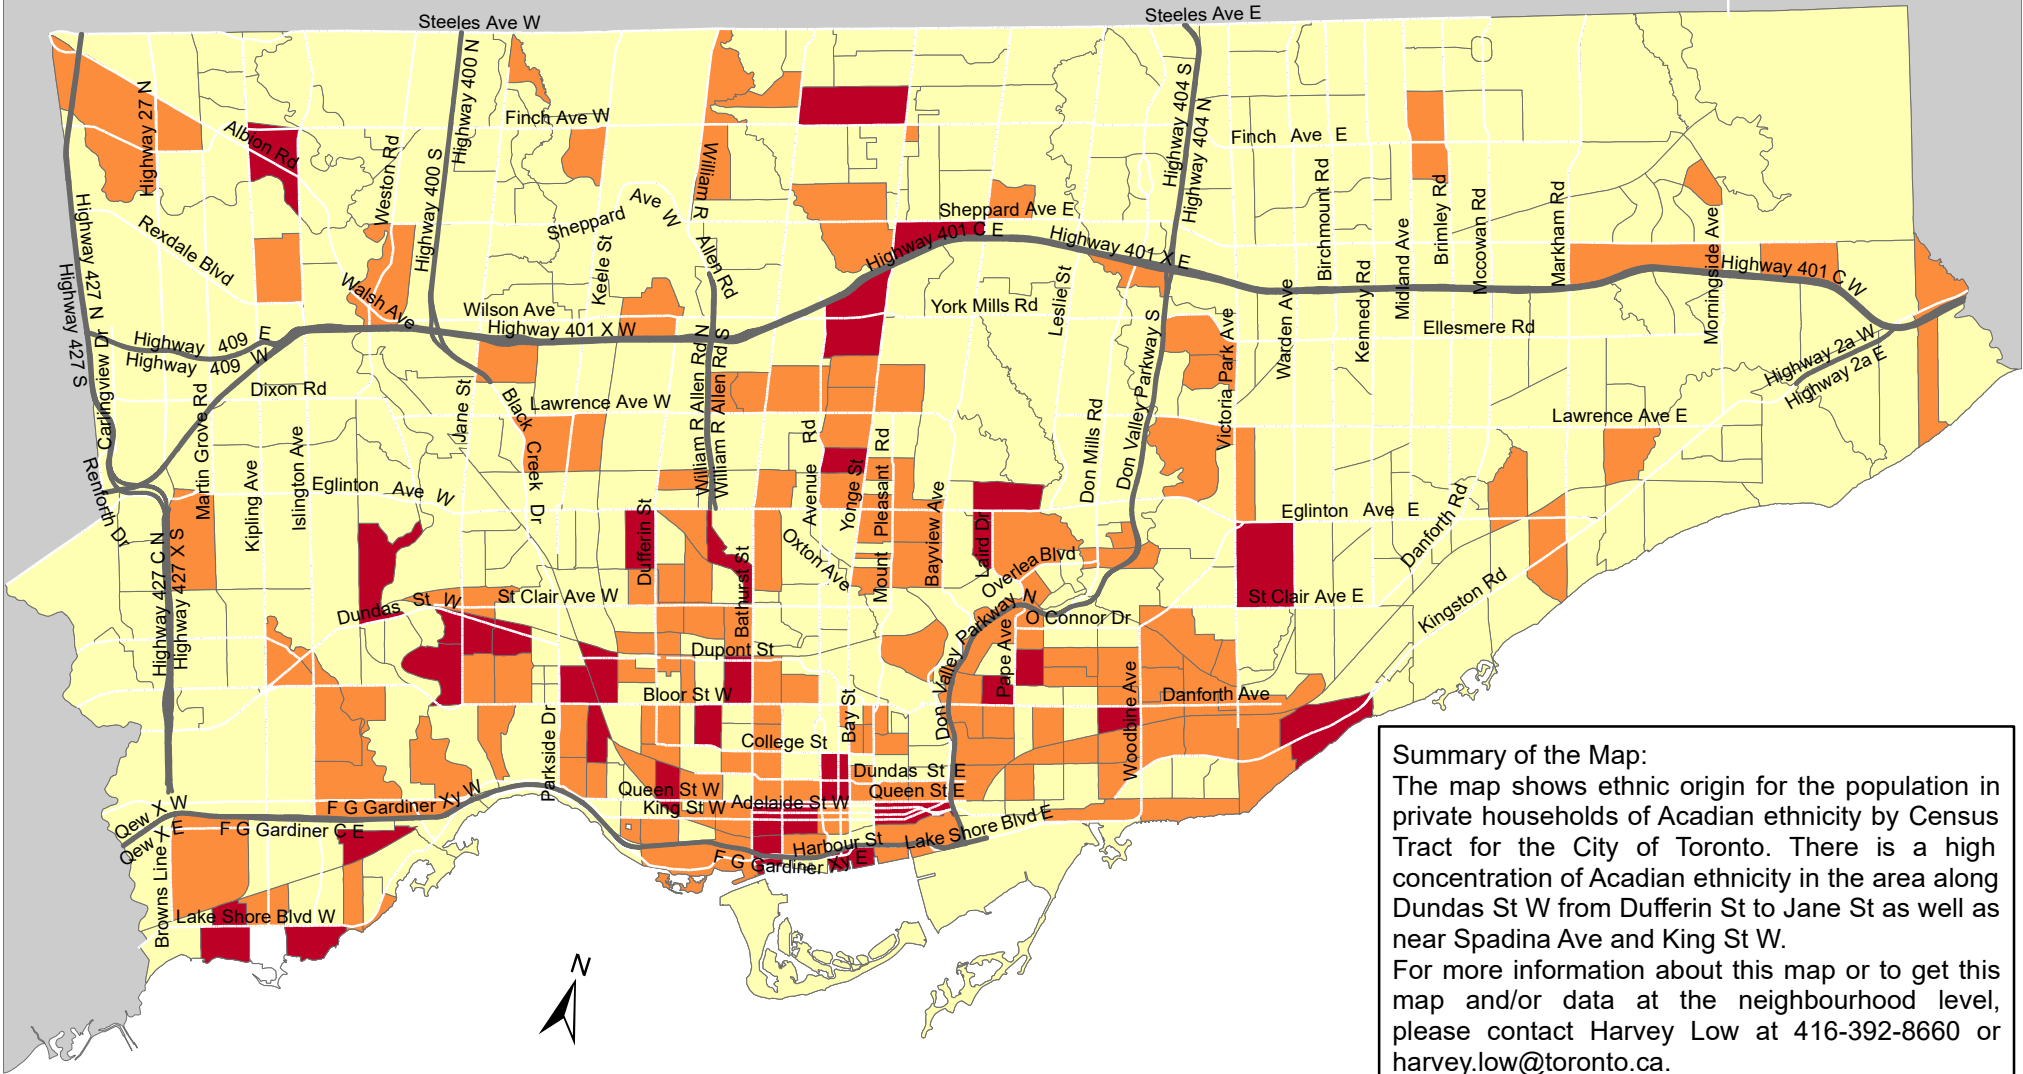 Steeles Ave W
Steeles Ave E
Highway 400 N
Highway 404 S
Highway 404 N
Highway 27 N
Finch Ave W
Finch Ave E
Albion Rd
Weston Rd
Highway 400 S
William R Allen Rd
Sheppard Ave W
Sheppard Ave E
Keele St
Birchmount Rd
Midland Ave
Brimley Rd
Mccowan Rd
Markham Rd
Morningside Ave
Highway 427 N
Highway 427 S
Rexdale Blvd
Walsh Ave
Highway 401 C E
Highway 401 X E
Highway 401 C W
Wilson Ave
Highway 401 X W
York Mills Rd
Leslie St
Ellesmere Rd
Kennedy Rd
Warden Ave
Victoria Park Ave
Highway 409 E
Highway 409 W
Carlingview Dr
Martin Grove Rd
Dixon Rd
Jane St
Black Creek Dr
Lawrence Ave W
Lawrence Ave E
William R Allen Rd N
William R Allen Rd S
Highway 2a W
Highway 2a E
Don Valley Parkway S
Don Mills Rd
Renforth Dr
Kipling Ave
Islington Ave
Eglinton Ave W
Eglinton Ave E
Dufferin St
Avenue Rd
Yonge St
Mount Pleasant Rd
Bayview Ave
Laird Dr
Danforth Rd
Oxton Ave
Overlea Blvd
Highway 427 C N
Highway 427 X S
Dundas St W
St Clair Ave W
St Clair Ave E
Bathurst St
Kingston Rd
O Connor Dr
Don Valley Parkway N
Pape Ave
Dupont St
Bloor St W
Danforth Ave
Woodbine Ave
Parkside Dr
Bay St
College St
Dundas St E
Queen St W
Queen St E
King St W
Adelaide St W
Qew X W
Qew X E
F G Gardiner Xy W
F G Gardiner C E
Harbour St
Lake Shore Blvd E
F G Gardiner Xy E
Browns Line
Lake Shore Blvd W
N
Summary of the Map:
The map shows ethnic origin for the population in
private households of Acadian ethnicity by Census
Tract for the City of Toronto. There is a high
concentration of Acadian ethnicity in the area along
Dundas St W from Dufferin St to Jane St as well as
near Spadina Ave and King St W.
For more information about this map or to get this
map and/or data at the neighbourhood level,
please contact Harvey Low at 416-392-8660 or
harvey.low@toronto.ca.